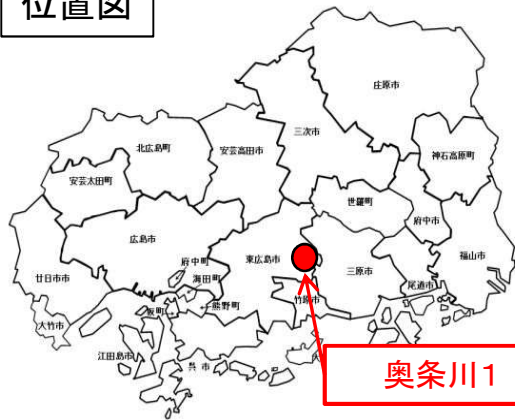 位置図
庄原市
三次市
北広島町
安芸高田市
神石高原町
安芸太田町
世羅町
府中市
広島市
福山市
東広島市
府中町
三原市
尾道市
海田町
廿日市市
竹原市
熊野町
坂町
大竹市
江田島市
呉市
奥条川1